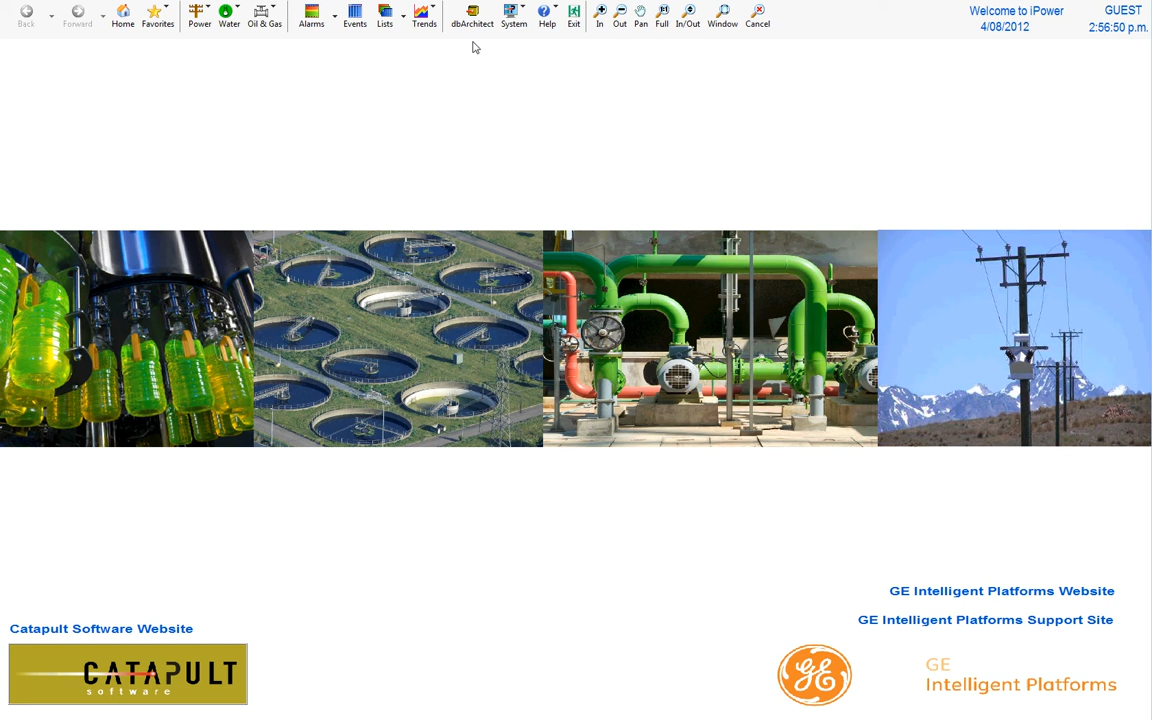 Back Forward Home Favorites Power Water Oil & Gas Alarms Events Lists Trends dbArchitect System Help Exit In Out Pan Full In/Out Window Cancel
Welcome to iPower GUEST
4/08/2012 2:56:50 p.m.
GE Intelligent Platforms Website
GE Intelligent Platforms Support Site
Catapult Software Website
CATAPULT
software
GE
GE
Intelligent Platforms